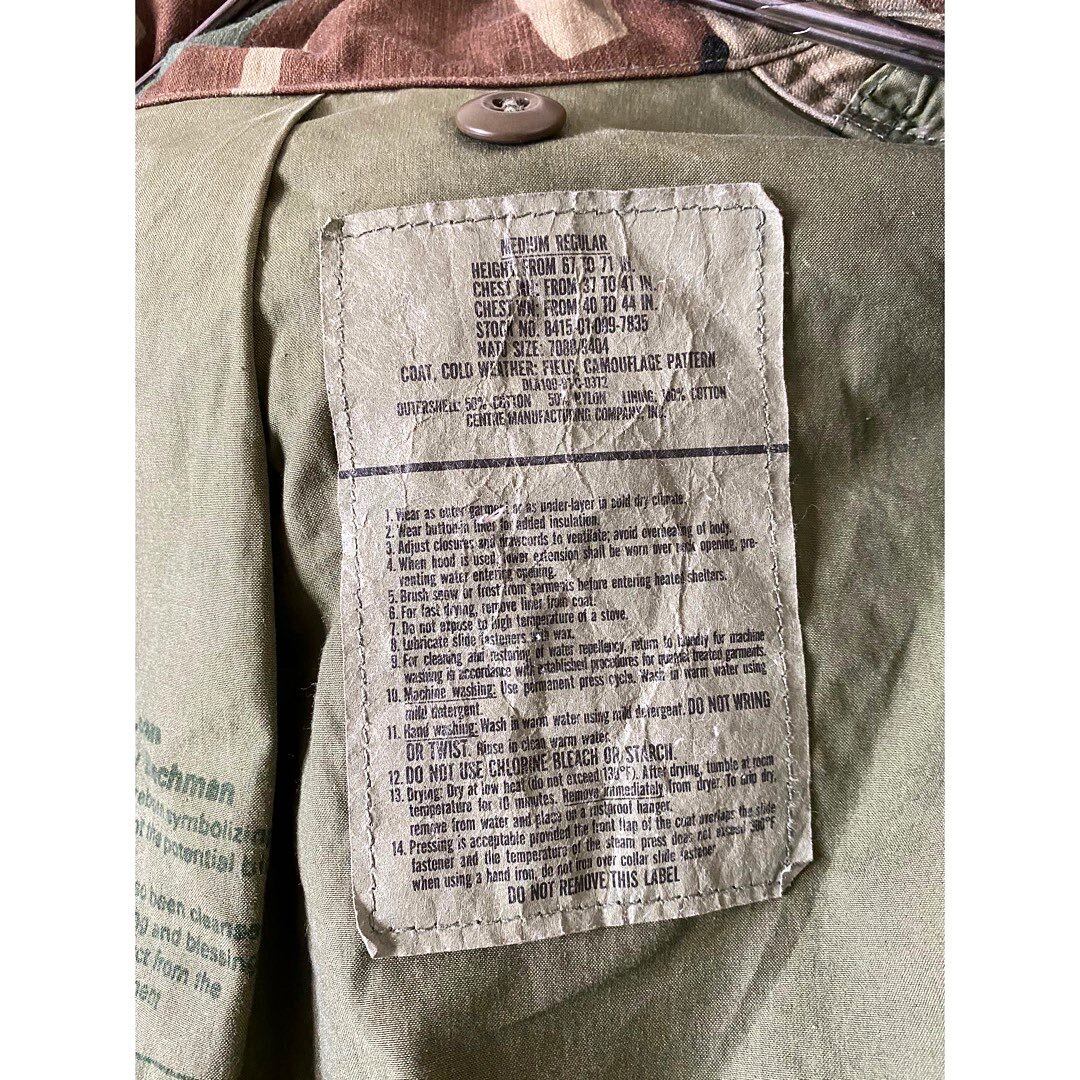 MEDIUM REGULAR
HEIGHT: FROM 67 TO 71 IN.
CHEST NN: FROM 37 TO 41 IN.
CHEST WN: FROM 40 TO 44 IN.
STOCK NO. 8415-01-099-7835
NATO SIZE: 7080/9404
COAT, COLD WEATHER: FIELD, CAMOUFLAGE PATTERN
OUTERSHELL: 50% COTTON 50% NYLON LINING: 100% COTTON
CENTRE MANUFACTURING COMPANY INC.
1. Wear as outer garment or as under-layer in cold dry climate.
2. Wear button-in liner for added insulation.
3. Adjust closures and drawcords to ventilate; avoid overheating of body.
4. When hood is used, lower extension shall be worn over neck opening, pre-
venting water entering opening.
5. Brush snow or frost from garments before entering heated shelters.
6. For fast drying, remove liner from coat.
7. Do not expose to high temperature of a stove.
8. Lubricate slide fasteners with wax.
9. For cleaning and restoring of water repellency, return to laundry for machine
washing in accordance with established procedures for quarpel treated garments.
10. Machine washing: Use permanent press cycle. Wash in warm water using
mild detergent.
11. Hand washing: Wash in warm water using mild detergent. DO NOT WRING
OR TWIST. Rinse in clean warm water.
12. DO NOT USE CHLORINE BLEACH OR STARCH.
13. Drying: Dry at low heat (do not exceed 130°F). After drying, tumble at room
temperature for 10 minutes. Remove immediately from dryer. To drip dry,
remove from water and place on a rustproof hanger.
14. Pressing is acceptable provided the front flap of the coat overlaps the slide
fastener and the temperature of the steam press does not exceed 300°F
when using a hand iron, do not iron over collar slide fastener
DO NOT REMOVE THIS LABEL
symbolizing
of the potential
been cleansed
and blessing
from the